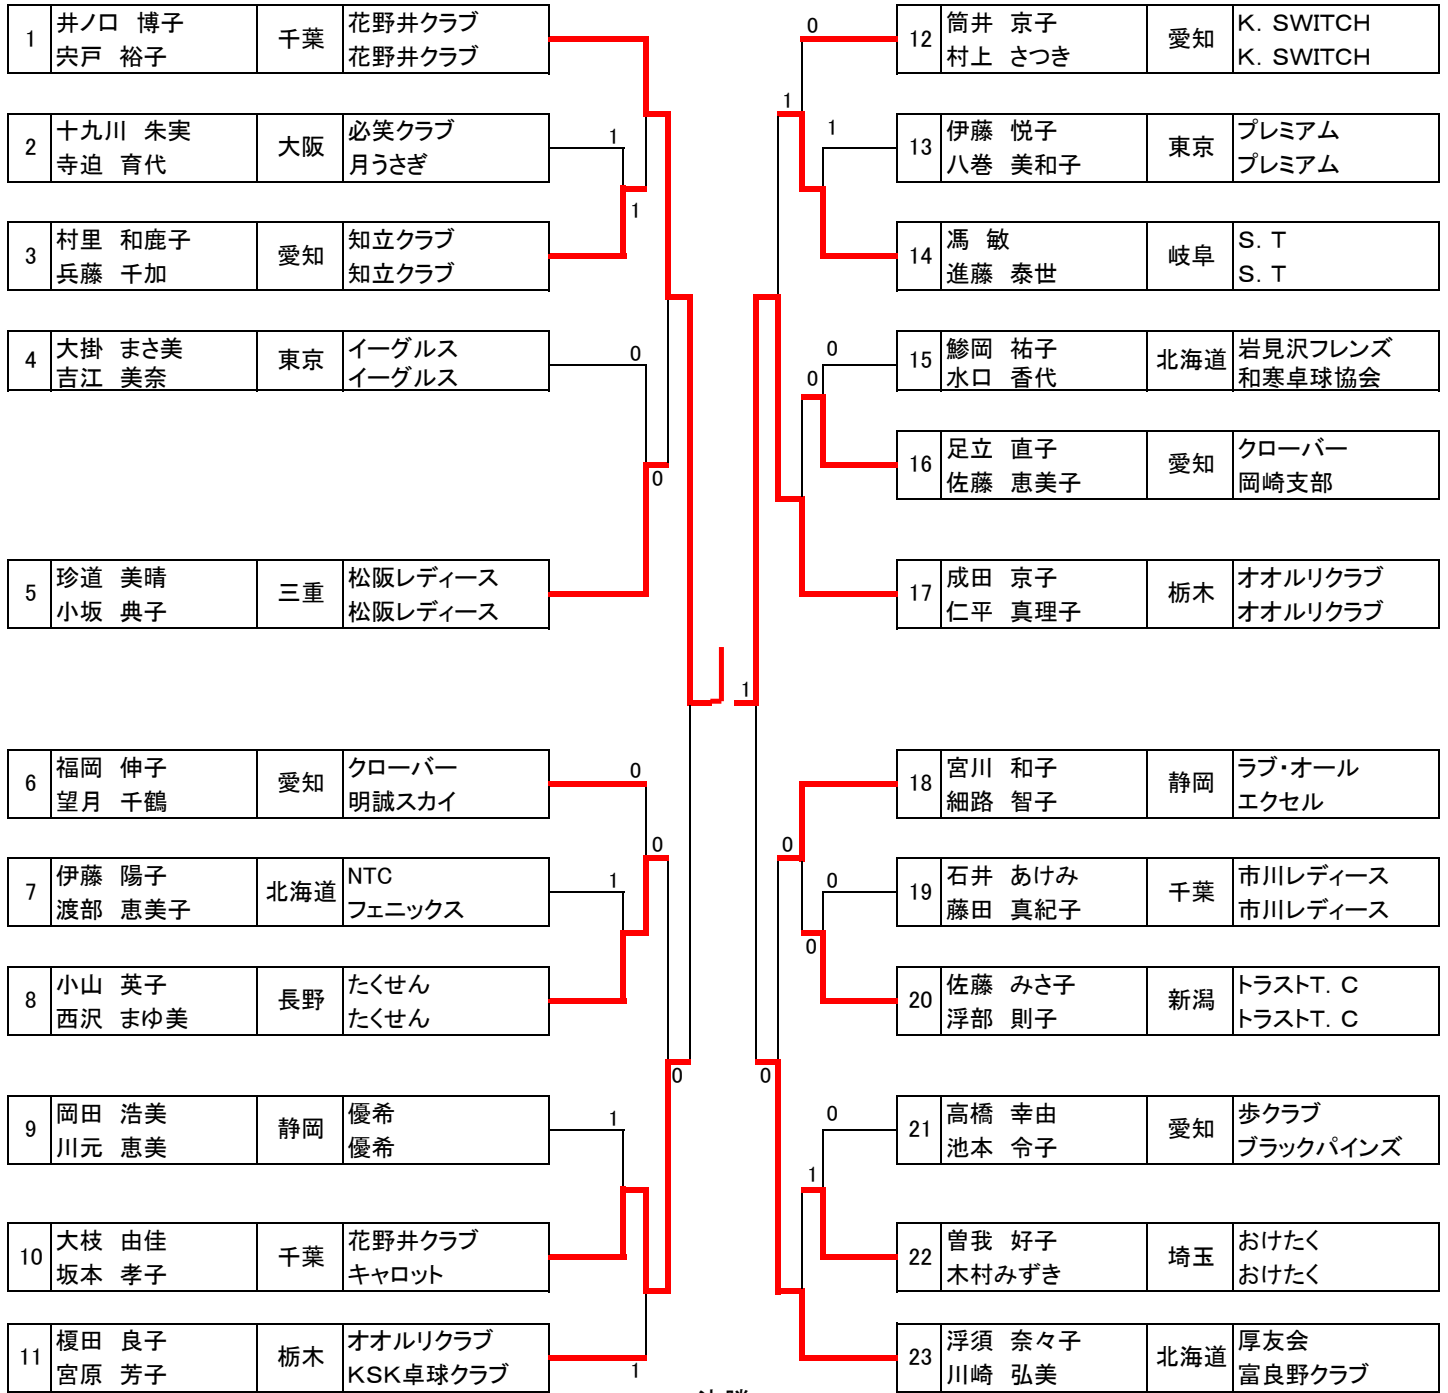 1 井ノ口 博子 千葉 花野井クラブ
宍戸 裕子 花野井クラブ
2 十九川 朱実 大阪 必笑クラブ 1
寺迫 育代 月うさぎ
1
3 村里 和鹿子 愛知 知立クラブ
兵藤 千加 知立クラブ
4 大掛 まさ美 東京 イーグルス 0
吉江 美奈 イーグルス
0
5 珍道 美晴 三重 松阪レディース
小坂 典子 松阪レディース
6 福岡 伸子 愛知 クローバー 0
望月 千鶴 明誠スカイ
0
7 伊藤 陽子 北海道 NTC 1
渡部 恵美子 フェニックス
8 小山 英子 長野 たくせん
西沢 まゆ美 たくせん
0
9 岡田 浩美 静岡 優希 1
川元 恵美 優希
10 大枝 由佳 千葉 花野井クラブ
坂本 孝子 キャロット
11 榎田 良子 栃木 オオルリクラブ
宮原 芳子 KSK卓球クラブ 1
1
0 12 筒井 京子 愛知 K. SWITCH
村上 さつき K. SWITCH
1
1 13 伊藤 悦子 東京 プレミアム
八巻 美和子 プレミアム
14 馮 敏 岐阜 S. T
進藤 泰世 S. T
0 15 鯵岡 祐子 北海道 岩見沢フレンズ
水口 香代 和寒卓球協会
0
16 足立 直子 愛知 クローバー
佐藤 恵美子 岡崎支部
17 成田 京子 栃木 オオルリクラブ
仁平 真理子 オオルリクラブ
18 宮川 和子 静岡 ラブ・オール
細路 智子 エクセル
0
0 19 石井 あけみ 千葉 市川レディース
藤田 真紀子 市川レディース
0
20 佐藤 みさ子 新潟 トラストT. C
浮部 則子 トラストT. C
0
0 21 高橋 幸由 愛知 歩クラブ
池本 令子 ブラックパインズ
1
22 曽我 好子 埼玉 おけたく
木村みずき おけたく
23 浮須 奈々子 北海道 厚友会
川崎 弘美 富良野クラブ